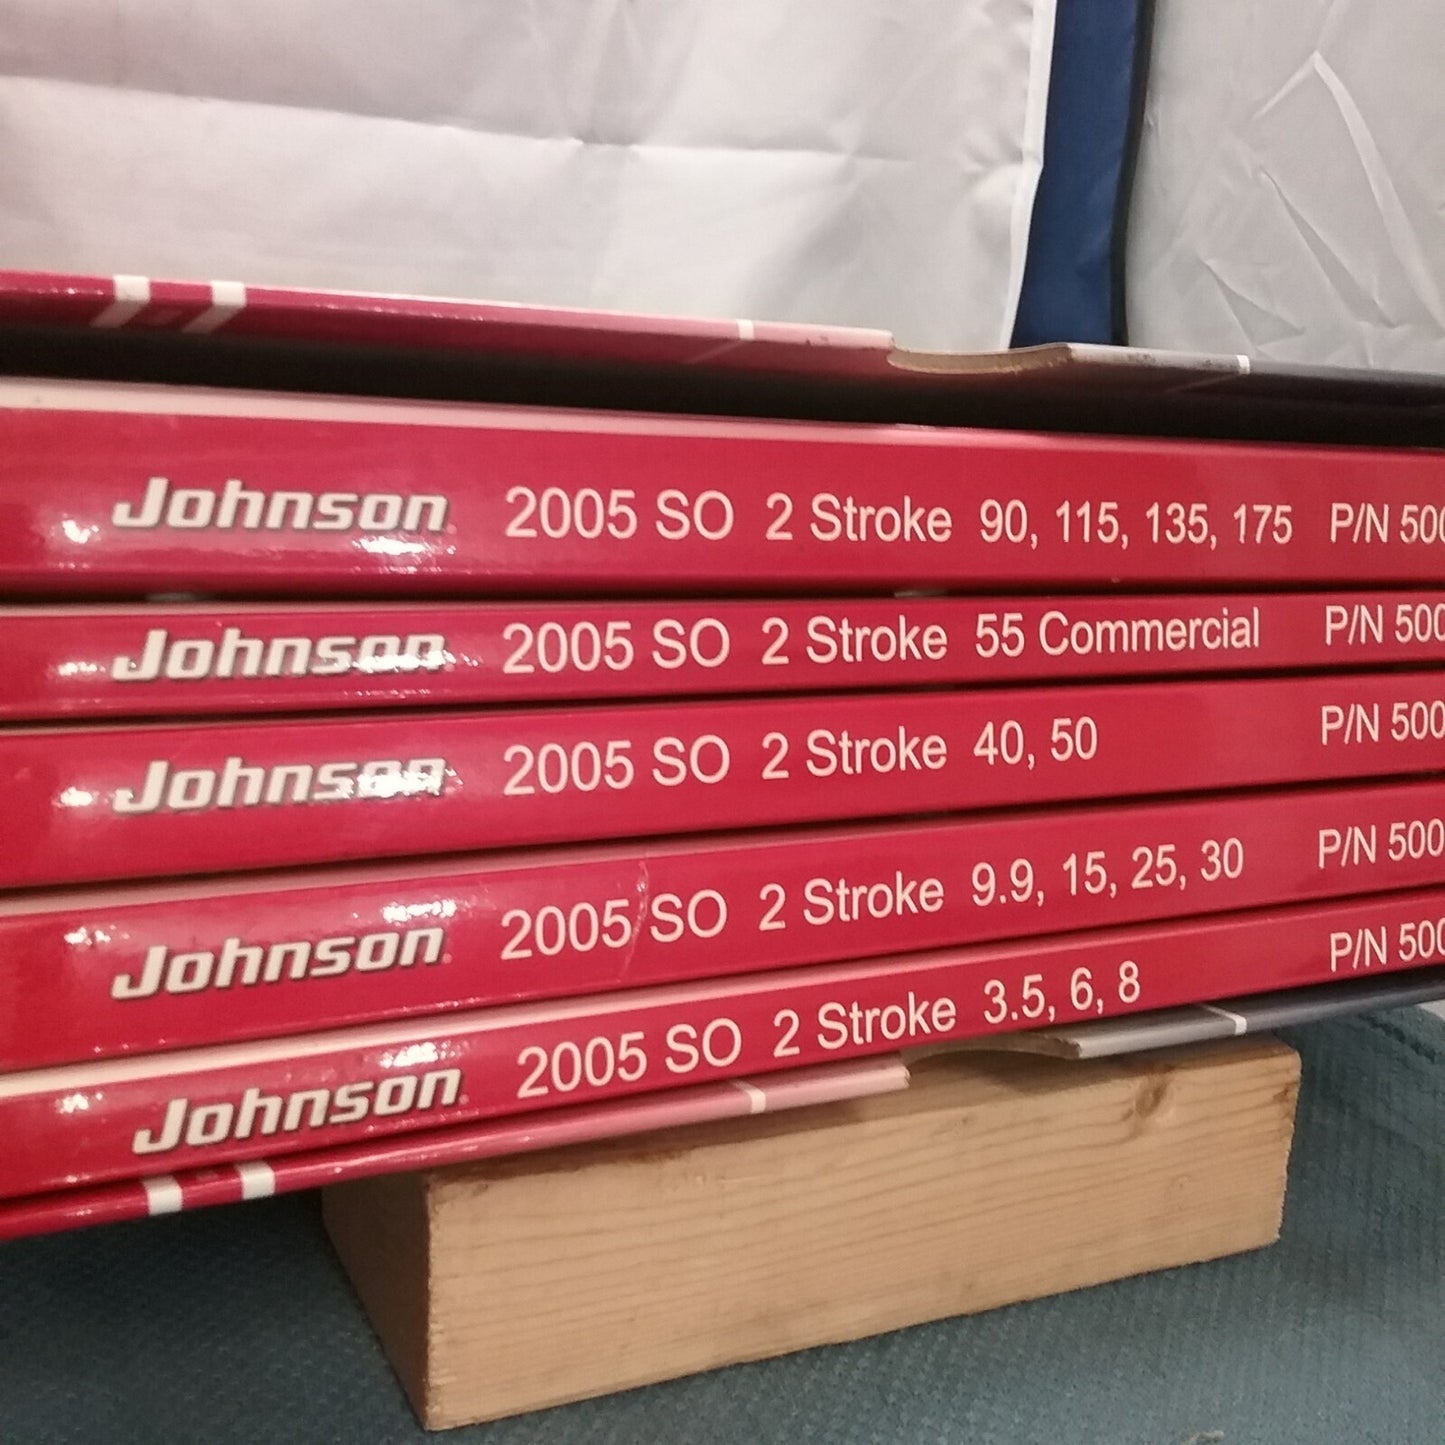 Johnson 2005 SO 2 Stroke 90, 115, 135, 175 P/N 500
Johnson 2005 SO 2 Stroke 55 Commercial P/N 500
Johnson 2005 SO 2 Stroke 40, 50 P/N 500
Johnson 2005 SO 2 Stroke 9.9, 15, 25, 30 P/N 500
Johnson 2005 SO 2 Stroke 3.5, 6, 8 P/N 500